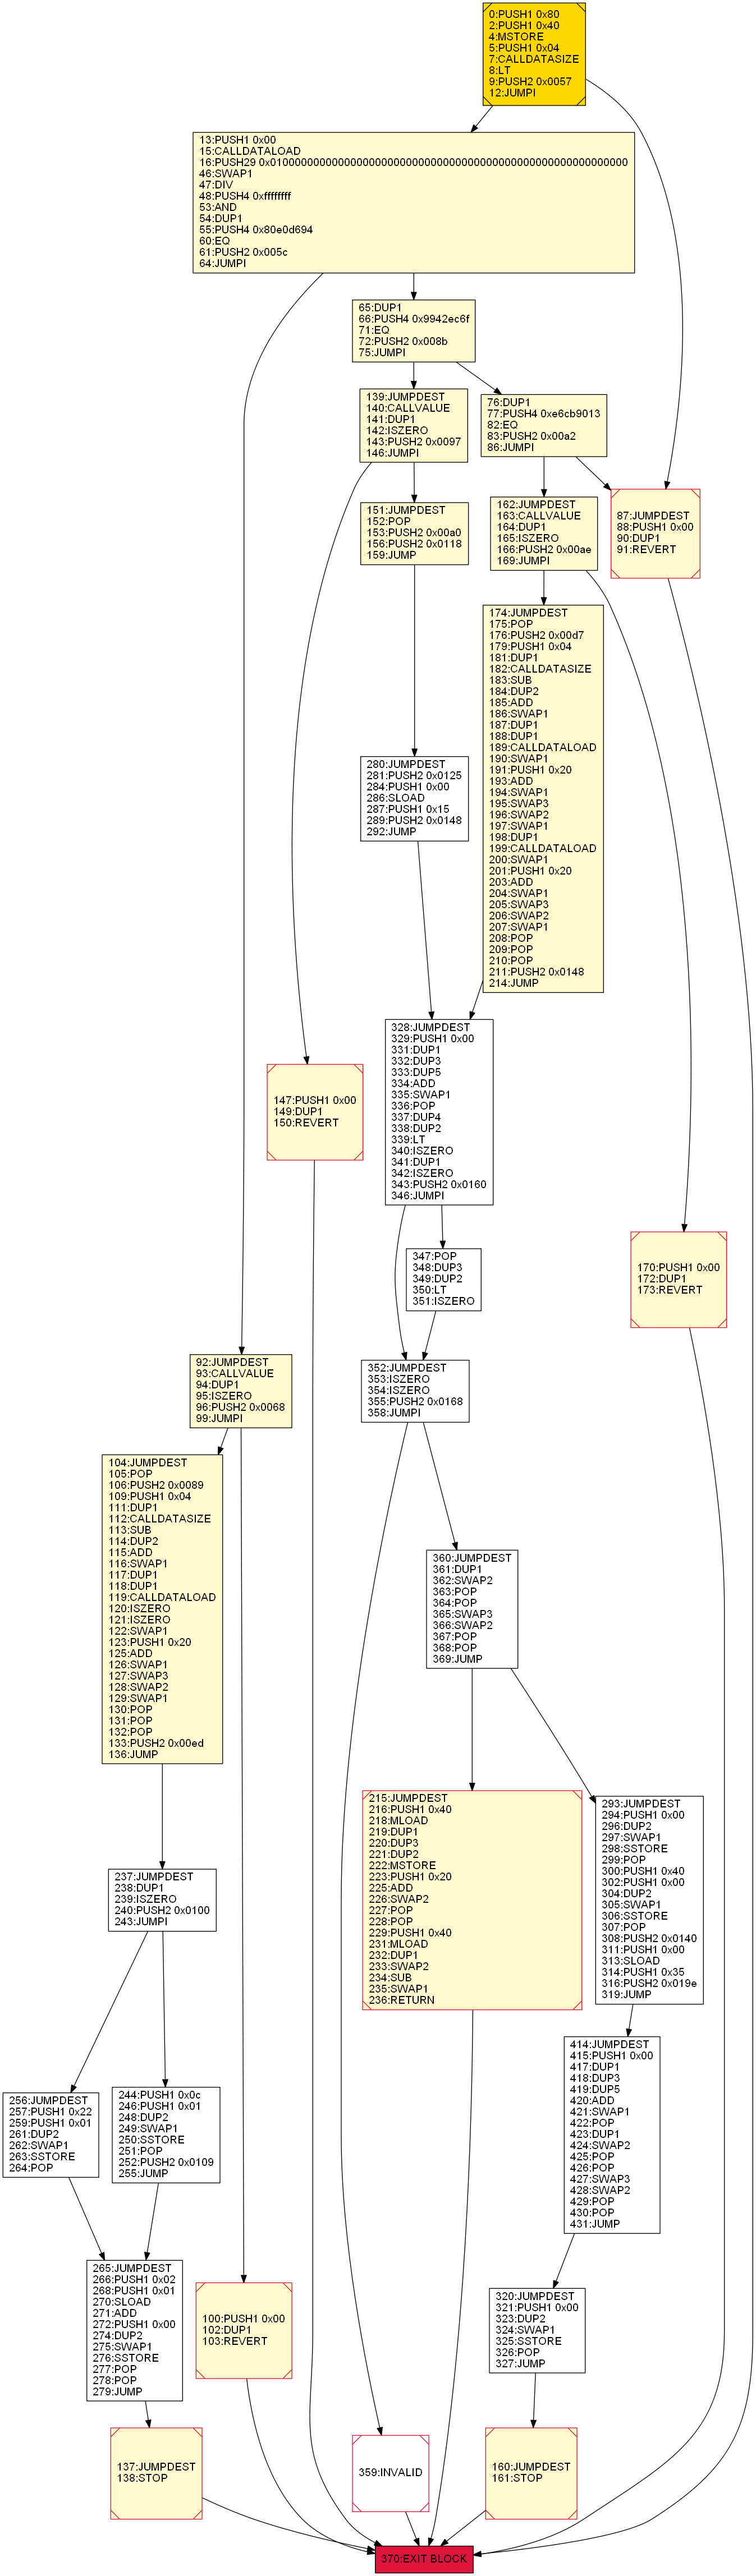 0:PUSH1 0x80
2:PUSH1 0x40
4:MSTORE
5:PUSH1 0x04
7:CALLDATASIZE
8:LT
9:PUSH2 0x0057
12:JUMPI
13:PUSH1 0x00
15:CALLDATALOAD
16:PUSH29 0x0100000000000000000000000000000000000000000000000000000000
46:SWAP1
47:DIV
48:PUSH4 0xffffffff
53:AND
54:DUP1
55:PUSH4 0x80e0d694
60:EQ
61:PUSH2 0x005c
64:JUMPI
65:DUP1
66:PUSH4 0x9942ec6f
71:EQ
72:PUSH2 0x008b
75:JUMPI
139:JUMPDEST
140:CALLVALUE
141:DUP1
142:ISZERO
143:PUSH2 0x0097
146:JUMPI
76:DUP1
77:PUSH4 0xe6cb9013
82:EQ
83:PUSH2 0x00a2
86:JUMPI
151:JUMPDEST
152:POP
153:PUSH2 0x00a0
156:PUSH2 0x0118
159:JUMP
162:JUMPDEST
163:CALLVALUE
164:DUP1
165:ISZERO
166:PUSH2 0x00ae
169:JUMPI
87:JUMPDEST
88:PUSH1 0x00
90:DUP1
91:REVERT
174:JUMPDEST
175:POP
176:PUSH2 0x00d7
179:PUSH1 0x04
181:DUP1
182:CALLDATASIZE
183:SUB
184:DUP2
185:ADD
186:SWAP1
187:DUP1
188:DUP1
189:CALLDATALOAD
190:SWAP1
191:PUSH1 0x20
193:ADD
194:SWAP1
195:SWAP3
196:SWAP2
197:SWAP1
198:DUP1
199:CALLDATALOAD
200:SWAP1
201:PUSH1 0x20
203:ADD
204:SWAP1
205:SWAP3
206:SWAP2
207:SWAP1
208:POP
209:POP
210:POP
211:PUSH2 0x0148
214:JUMP
280:JUMPDEST
281:PUSH2 0x0125
284:PUSH1 0x00
286:SLOAD
287:PUSH1 0x15
289:PUSH2 0x0148
292:JUMP
328:JUMPDEST
329:PUSH1 0x00
331:DUP1
332:DUP3
333:DUP5
334:ADD
335:SWAP1
336:POP
337:DUP4
338:DUP2
339:LT
340:ISZERO
341:DUP1
342:ISZERO
343:PUSH2 0x0160
346:JUMPI
147:PUSH1 0x00
149:DUP1
150:REVERT
170:PUSH1 0x00
172:DUP1
173:REVERT
347:POP
348:DUP3
349:DUP2
350:LT
351:ISZERO
92:JUMPDEST
93:CALLVALUE
94:DUP1
95:ISZERO
96:PUSH2 0x0068
99:JUMPI
352:JUMPDEST
353:ISZERO
354:ISZERO
355:PUSH2 0x0168
358:JUMPI
104:JUMPDEST
105:POP
106:PUSH2 0x0089
109:PUSH1 0x04
111:DUP1
112:CALLDATASIZE
113:SUB
114:DUP2
115:ADD
116:SWAP1
117:DUP1
118:DUP1
119:CALLDATALOAD
120:ISZERO
121:ISZERO
122:SWAP1
123:PUSH1 0x20
125:ADD
126:SWAP1
127:SWAP3
128:SWAP2
129:SWAP1
130:POP
131:POP
132:POP
133:PUSH2 0x00ed
136:JUMP
360:JUMPDEST
361:DUP1
362:SWAP2
363:POP
364:POP
365:SWAP3
366:SWAP2
367:POP
368:POP
369:JUMP
215:JUMPDEST
216:PUSH1 0x40
218:MLOAD
219:DUP1
220:DUP3
221:DUP2
222:MSTORE
223:PUSH1 0x20
225:ADD
226:SWAP2
227:POP
228:POP
229:PUSH1 0x40
231:MLOAD
232:DUP1
233:SWAP2
234:SUB
235:SWAP1
236:RETURN
293:JUMPDEST
294:PUSH1 0x00
296:DUP2
297:SWAP1
298:SSTORE
299:POP
300:PUSH1 0x40
302:PUSH1 0x00
304:DUP2
305:SWAP1
306:SSTORE
307:POP
308:PUSH2 0x0140
311:PUSH1 0x00
313:SLOAD
314:PUSH1 0x35
316:PUSH2 0x019e
319:JUMP
237:JUMPDEST
238:DUP1
239:ISZERO
240:PUSH2 0x0100
243:JUMPI
414:JUMPDEST
415:PUSH1 0x00
417:DUP1
418:DUP3
419:DUP5
420:ADD
421:SWAP1
422:POP
423:DUP1
424:SWAP2
425:POP
426:POP
427:SWAP3
428:SWAP2
429:POP
430:POP
431:JUMP
256:JUMPDEST
257:PUSH1 0x22
259:PUSH1 0x01
261:DUP2
262:SWAP1
263:SSTORE
264:POP
244:PUSH1 0x0c
246:PUSH1 0x01
248:DUP2
249:SWAP1
250:SSTORE
251:POP
252:PUSH2 0x0109
255:JUMP
265:JUMPDEST
266:PUSH1 0x02
268:PUSH1 0x01
270:SLOAD
271:ADD
272:PUSH1 0x00
274:DUP2
275:SWAP1
276:SSTORE
277:POP
278:POP
279:JUMP
100:PUSH1 0x00
102:DUP1
103:REVERT
320:JUMPDEST
321:PUSH1 0x00
323:DUP2
324:SWAP1
325:SSTORE
326:POP
327:JUMP
137:JUMPDEST
138:STOP
359:INVALID
160:JUMPDEST
161:STOP
370:EXIT BLOCK